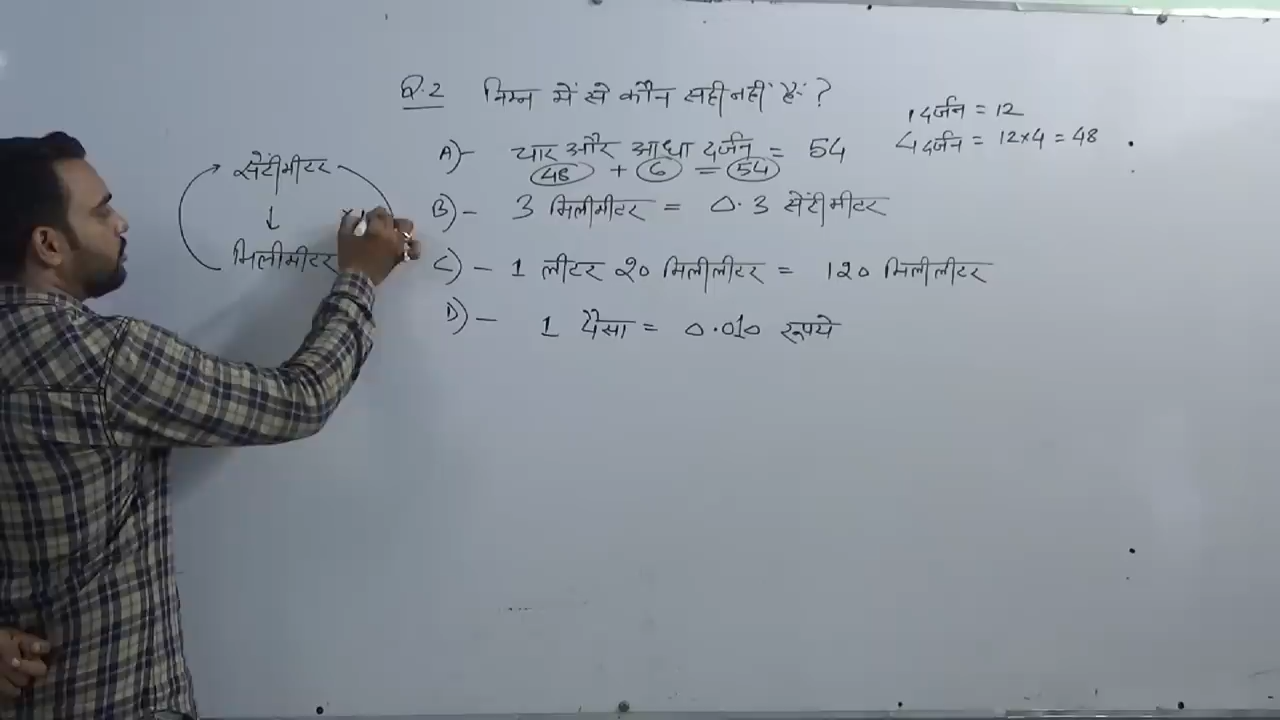 Q.2 निम्न में से कौन सही नहीं है ?
1 दर्जन = 12
4 दर्जन = 12×4 = 48
A)- चार और आधा दर्जन = 54
48 + 6 = 54
B)- 3 मिलीमीटर = 0.3 सेंटीमीटर
C)- 1 लीटर 20 मिलीलीटर = 120 मिलीलीटर
D)- 1 पैसा = 0.010 रूपये
सेंटीमीटर
↓
मिलीमीटर